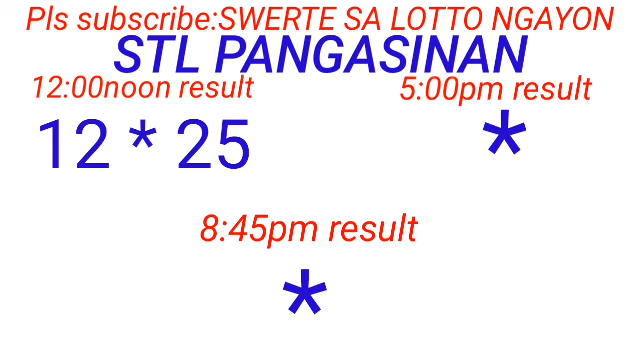 Pls subscribe:SWERTE SA LOTTO NGAYON
STL PANGASINAN
12:00noon result 5:00pm result
12 * 25 *
8:45pm result
*